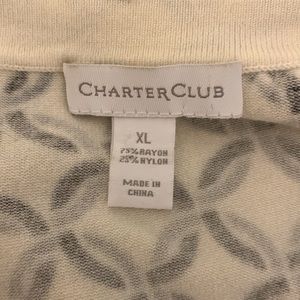 CHARTER CLUB
XL
75% RAYON
25% NYLON
MADE IN
CHINA